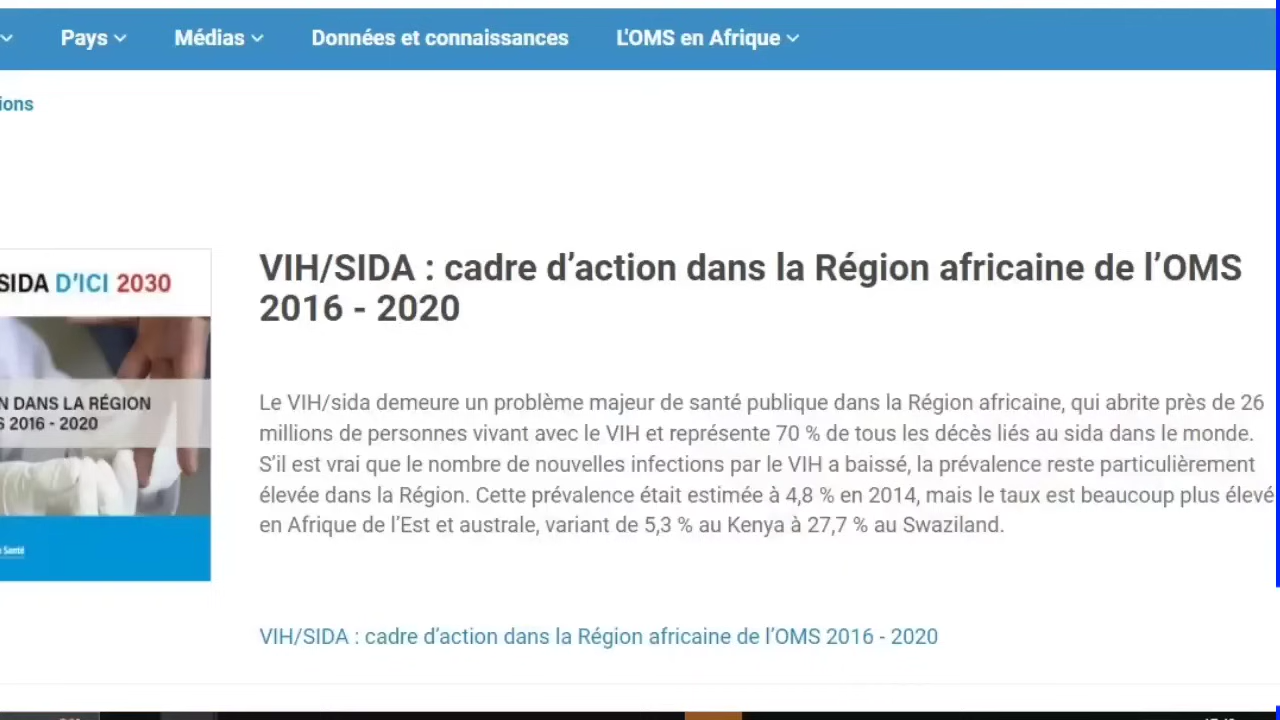 Pays Médias Données et connaissances L'OMS en Afrique
ions
SIDA D'ICI 2030
N DANS LA RÉGION
S 2016 - 2020
Santé
VIH/SIDA : cadre d’action dans la Région africaine de l’OMS
2016 - 2020
Le VIH/sida demeure un problème majeur de santé publique dans la Région africaine, qui abrite près de 26
millions de personnes vivant avec le VIH et représente 70 % de tous les décès liés au sida dans le monde.
S’il est vrai que le nombre de nouvelles infections par le VIH a baissé, la prévalence reste particulièrement
élevée dans la Région. Cette prévalence était estimée à 4,8 % en 2014, mais le taux est beaucoup plus élevé
en Afrique de l’Est et australe, variant de 5,3 % au Kenya à 27,7 % au Swaziland.
VIH/SIDA : cadre d’action dans la Région africaine de l’OMS 2016 - 2020